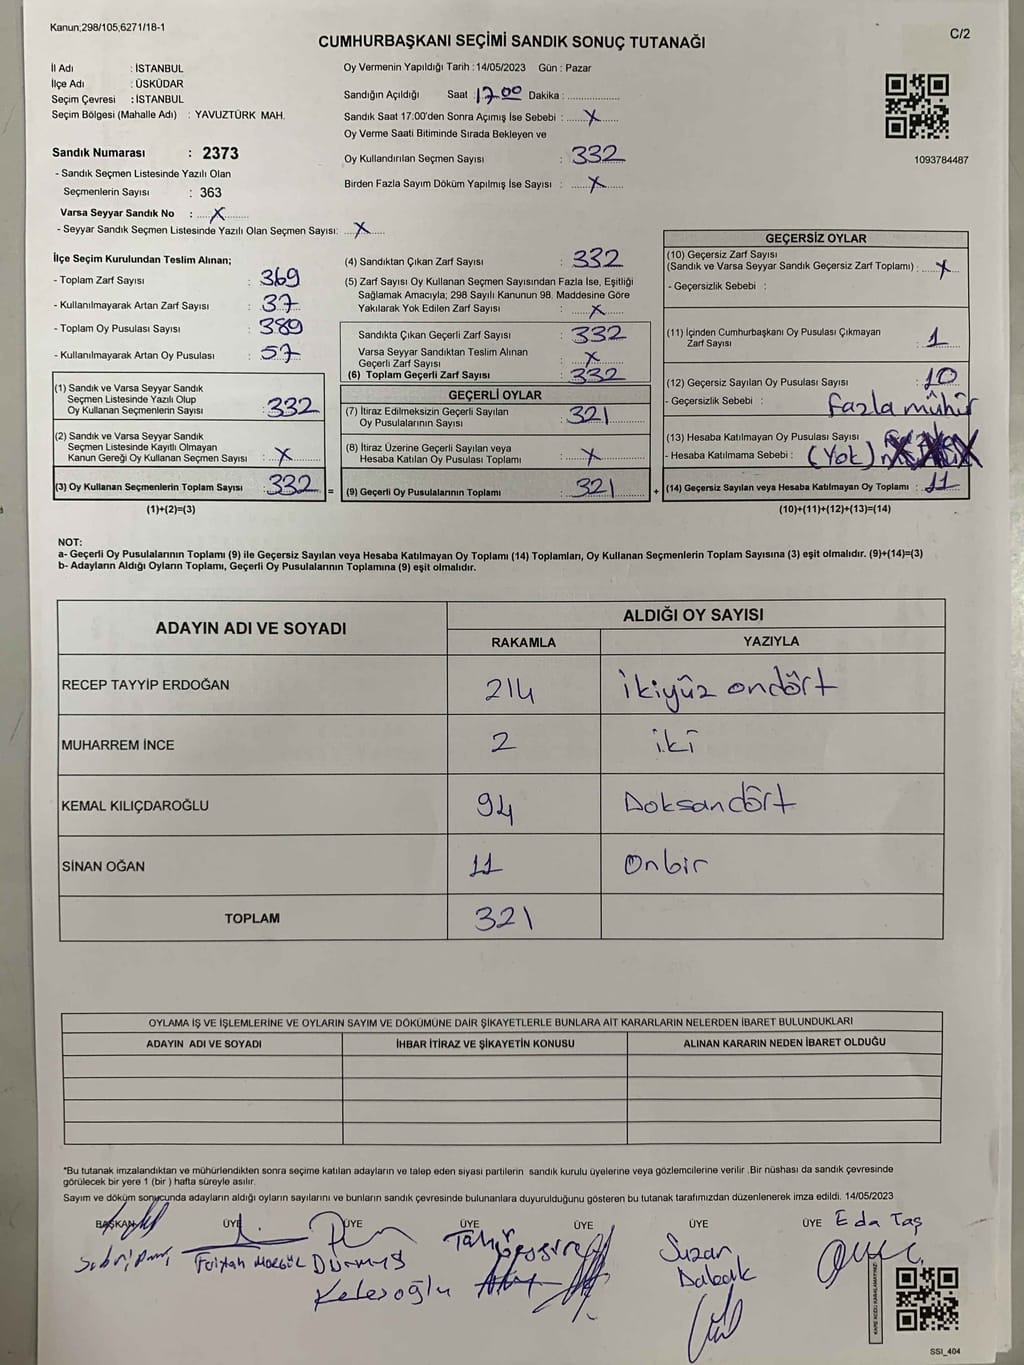 Kanun;298/105,6271/18-1
C/2
CUMHURBAŞKANI SEÇİMİ SANDIK SONUÇ TUTANAĞI
İl Adı : İSTANBUL
İlçe Adı : ÜSKÜDAR
Seçim Çevresi : İSTANBUL
Seçim Bölgesi (Mahalle Adı) : YAVUZTÜRK MAH.
Sandık Numarası : 2373
- Sandık Seçmen Listesinde Yazılı Olan
Seçmenlerin Sayısı : 363
Varsa Seyyar Sandık No : X
- Seyyar Sandık Seçmen Listesinde Yazılı Olan Seçmen Sayısı: X
Oy Vermenin Yapıldığı Tarih : 14/05/2023 Gün : Pazar
Sandığın Açıldığı Saat : 17.00 Dakika :
Sandık Saat 17.00'den Sonra Açımış İse Sebebi : X
Oy Verme Saati Bitiminde Sırada Bekleyen ve
Oy Kullandırılan Seçmen Sayısı : 332
Birden Fazla Sayım Döküm Yapılmış İse Sayısı : X
1093784487
İlçe Seçim Kurulundan Teslim Alınan;
- Toplam Zarf Sayısı : 369
- Kullanılmayarak Artan Zarf Sayısı : 37
- Toplam Oy Pusulası Sayısı : 389
- Kullanılmayarak Artan Oy Pusulası : 57
(1) Sandık ve Varsa Seyyar Sandık
Seçmen Listesinde Yazılı Olup
Oy Kullanan Seçmenlerin Sayısı : 332
(2) Sandık ve Varsa Seyyar Sandık
Seçmen Listesinde Kayıtlı Olmayan
Kanun Gereği Oy Kullanan Seçmen Sayısı : X
(3) Oy Kullanan Seçmenlerin Toplam Sayısı : 332 =
(1)+(2)=(3)
(4) Sandıktan Çıkan Zarf Sayısı : 332
(5) Zarf Sayısı Oy Kullanan Seçmen Sayısından Fazla İse, Eşitliği
Sağlamak Amacıyla; 298 Sayılı Kanunun 98. Maddesine Göre
Yakılarak Yok Edilen Zarf Sayısı : X
Sandıkta Çıkan Geçerli Zarf Sayısı : 332
Varsa Seyyar Sandıktan Teslim Alınan
Geçerli Zarf Sayısı : X
(6) Toplam Geçerli Zarf Sayısı : 332
GEÇERLİ OYLAR
(7) İtiraz Edilmeksizin Geçerli Sayılan
Oy Pusulalarının Sayısı : 321
(8) İtiraz Üzerine Geçerli Sayılan veya
Hesaba Katılan Oy Pusulası Toplamı : X
(9) Geçerli Oy Pusulalarının Toplamı : 321 +
GEÇERSİZ OYLAR
(10) Geçersiz Zarf Sayısı
(Sandık ve Varsa Seyyar Sandık Geçersiz Zarf Toplamı) : X
- Geçersizlik Sebebi :
(11) İçinden Cumhurbaşkanı Oy Pusulası Çıkmayan
Zarf Sayısı : 1
(12) Geçersiz Sayılan Oy Pusulası Sayısı : 10
- Geçersizlik Sebebi : fazla mühür
(13) Hesaba Katılmayan Oy Pusulası Sayısı :
- Hesaba Katılmama Sebebi : (Yok)
(14) Geçersiz Sayılan veya Hesaba Katılmayan Oy Toplamı : 11
(10)+(11)+(12)+(13)=(14)
NOT:
a- Geçerli Oy Pusulalarının Toplamı (9) ile Geçersiz Sayılan veya Hesaba Katılmayan Oy Toplamı (14) Toplamları, Oy Kullanan Seçmenlerin Toplam Sayısına (3) eşit olmalıdır. (9)+(14)=(3)
b- Adayların Aldığı Oyların Toplamı, Geçerli Oy Pusulalarının Toplamına (9) eşit olmalıdır.
ADAYIN ADI VE SOYADI
ALDIĞI OY SAYISI
RAKAMLA YAZIYLA
RECEP TAYYİP ERDOĞAN 214 ikiyüz ondört
MUHARREM İNCE 2 iki
KEMAL KILIÇDAROĞLU 94 Doksandört
SİNAN OĞAN 11 Onbir
TOPLAM 321
OYLAMA İŞ VE İŞLEMLERİNE VE OYLARIN SAYIM VE DÖKÜMÜNE DAİR ŞİKAYETLERLE BUNLARA AİT KARARLARIN NELERDEN İBARET BULUNDUKLARI
ADAYIN ADI VE SOYADI İHBAR İTİRAZ VE ŞİKAYETİN KONUSU ALINAN KARARIN NEDEN İBARET OLDUĞU
*Bu tutanak imzalandıktan ve mühürlendikten sonra seçime katılan adayların ve talep eden siyasi partilerin sandık kurulu üyelerine veya gözlemcilerine verilir .Bir nüshası da sandık çevresinde
görülecek bir yere 1 (bir ) hafta süreyle asılır.
Sayım ve döküm sonucunda adayların aldığı oyların sayılarını ve bunların sandık çevresinde bulunanlara duyurulduğunu gösteren bu tutanak tarafımızdan düzenlenerek imza edildi. 14/05/2023
BAŞKAN ÜYE ÜYE ÜYE ÜYE ÜYE ÜYE Eda Taş
DURMUŞ
Keleşoğlu
Suzan
Dabak
SSI_404